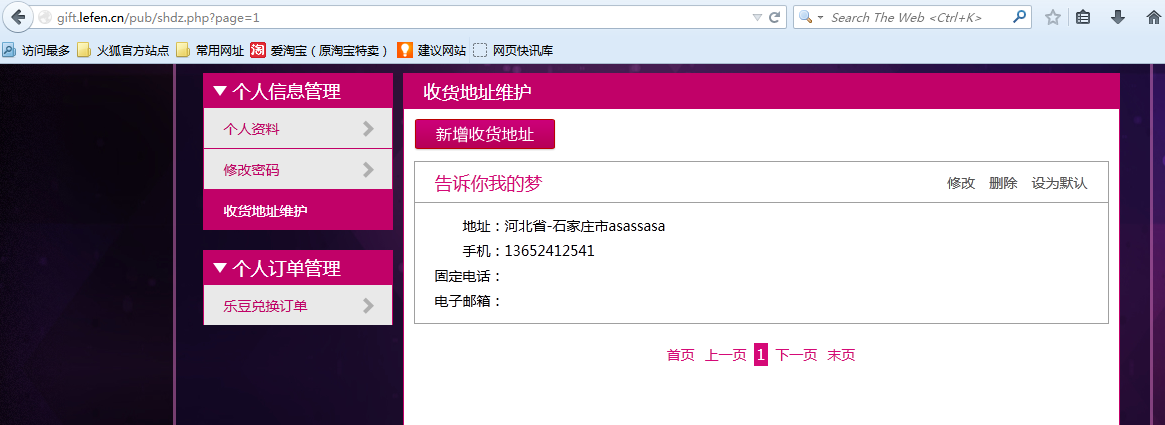 gift.lefen.cn/pub/shdz.php?page=1
Search The Web <Ctrl+K>
访问最多 火狐官方站点 常用网址 爱淘宝（原淘宝特卖） 建议网站 网页快讯库
淘
个人信息管理
个人资料
修改密码
收货地址维护
个人订单管理
乐豆兑换订单
收货地址维护
新增收货地址
告诉你我的梦 修改 删除 设为默认
地址：河北省-石家庄市asassasa
手机：13652412541
固定电话：
电子邮箱：
首页 上一页 1 下一页 末页